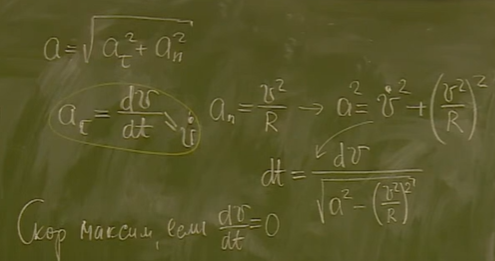 a = √(a_τ² + a_n²)
a_τ = dv/dt = v̇ a_n = v²/R → a² = v̇² + (v²/R)²
dt = dv/√(a² − (v²/R)²)
Скор максим, если dv/dt = 0